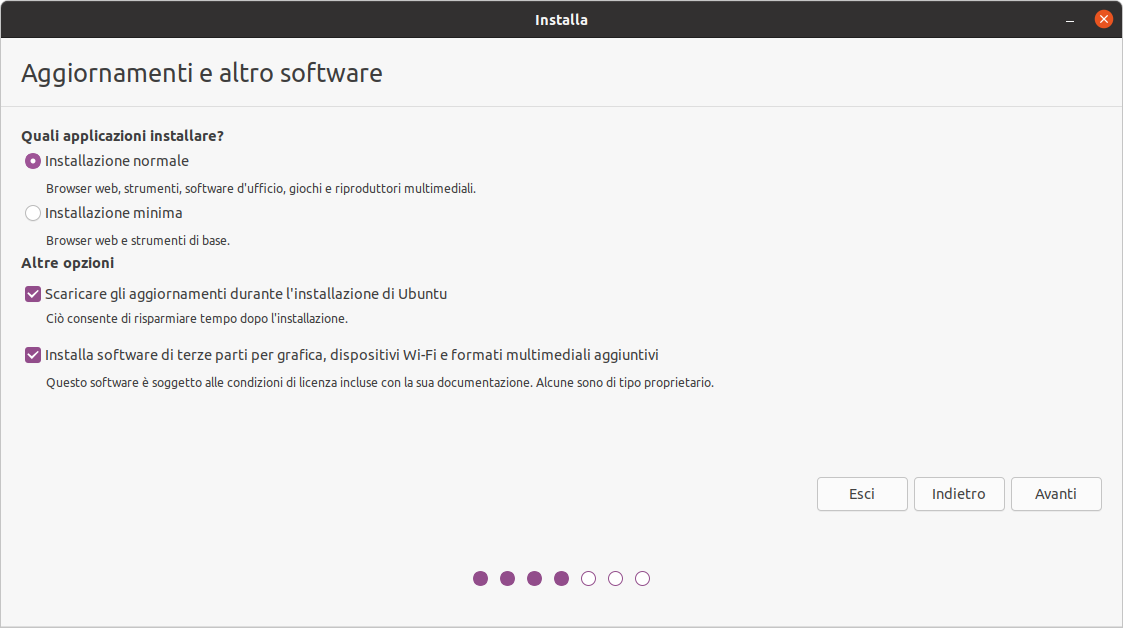 Installa
Aggiornamenti e altro software
Quali applicazioni installare?
Installazione normale
Browser web, strumenti, software d'ufficio, giochi e riproduttori multimediali.
Installazione minima
Browser web e strumenti di base.
Altre opzioni
Scaricare gli aggiornamenti durante l'installazione di Ubuntu
Ciò consente di risparmiare tempo dopo l'installazione.
Installa software di terze parti per grafica, dispositivi Wi-Fi e formati multimediali aggiuntivi
Questo software è soggetto alle condizioni di licenza incluse con la sua documentazione. Alcune sono di tipo proprietario.
Esci Indietro Avanti